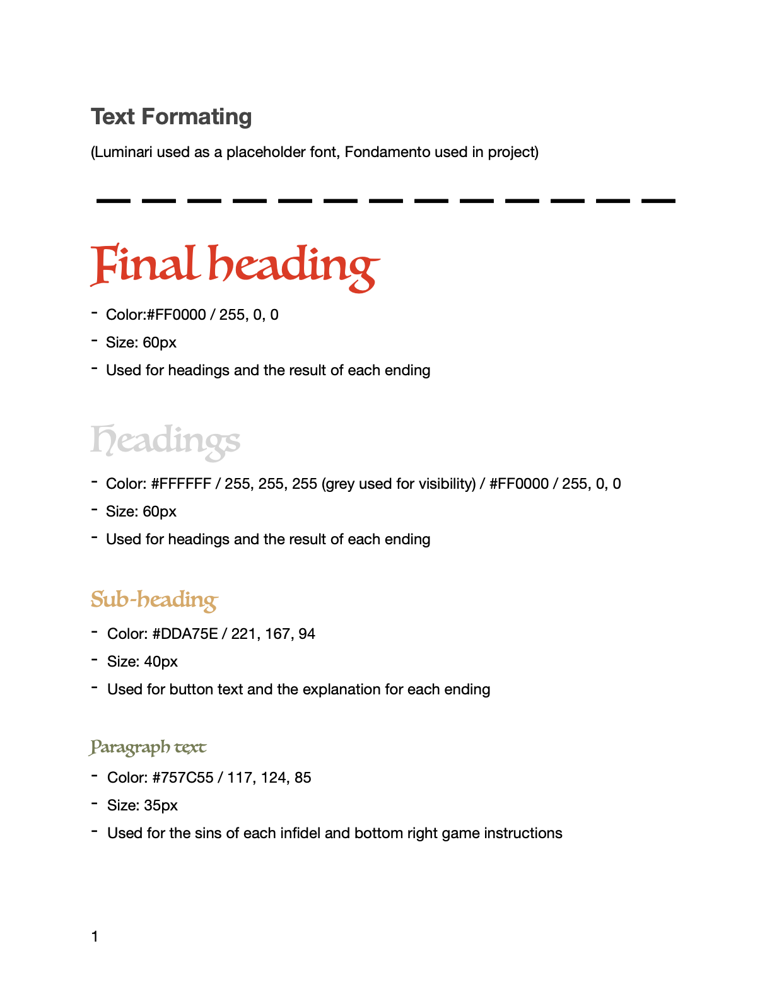 Text Formating
(Luminari used as a placeholder font, Fondamento used in project)
Final heading
- Color:#FF0000 / 255, 0, 0
- Size: 60px
- Used for headings and the result of each ending
Headings
- Color: #FFFFFF / 255, 255, 255 (grey used for visibility) / #FF0000 / 255, 0, 0
- Size: 60px
- Used for headings and the result of each ending
Sub-heading
- Color: #DDA75E / 221, 167, 94
- Size: 40px
- Used for button text and the explanation for each ending
Paragraph text
- Color: #757C55 / 117, 124, 85
- Size: 35px
- Used for the sins of each infidel and bottom right game instructions
1